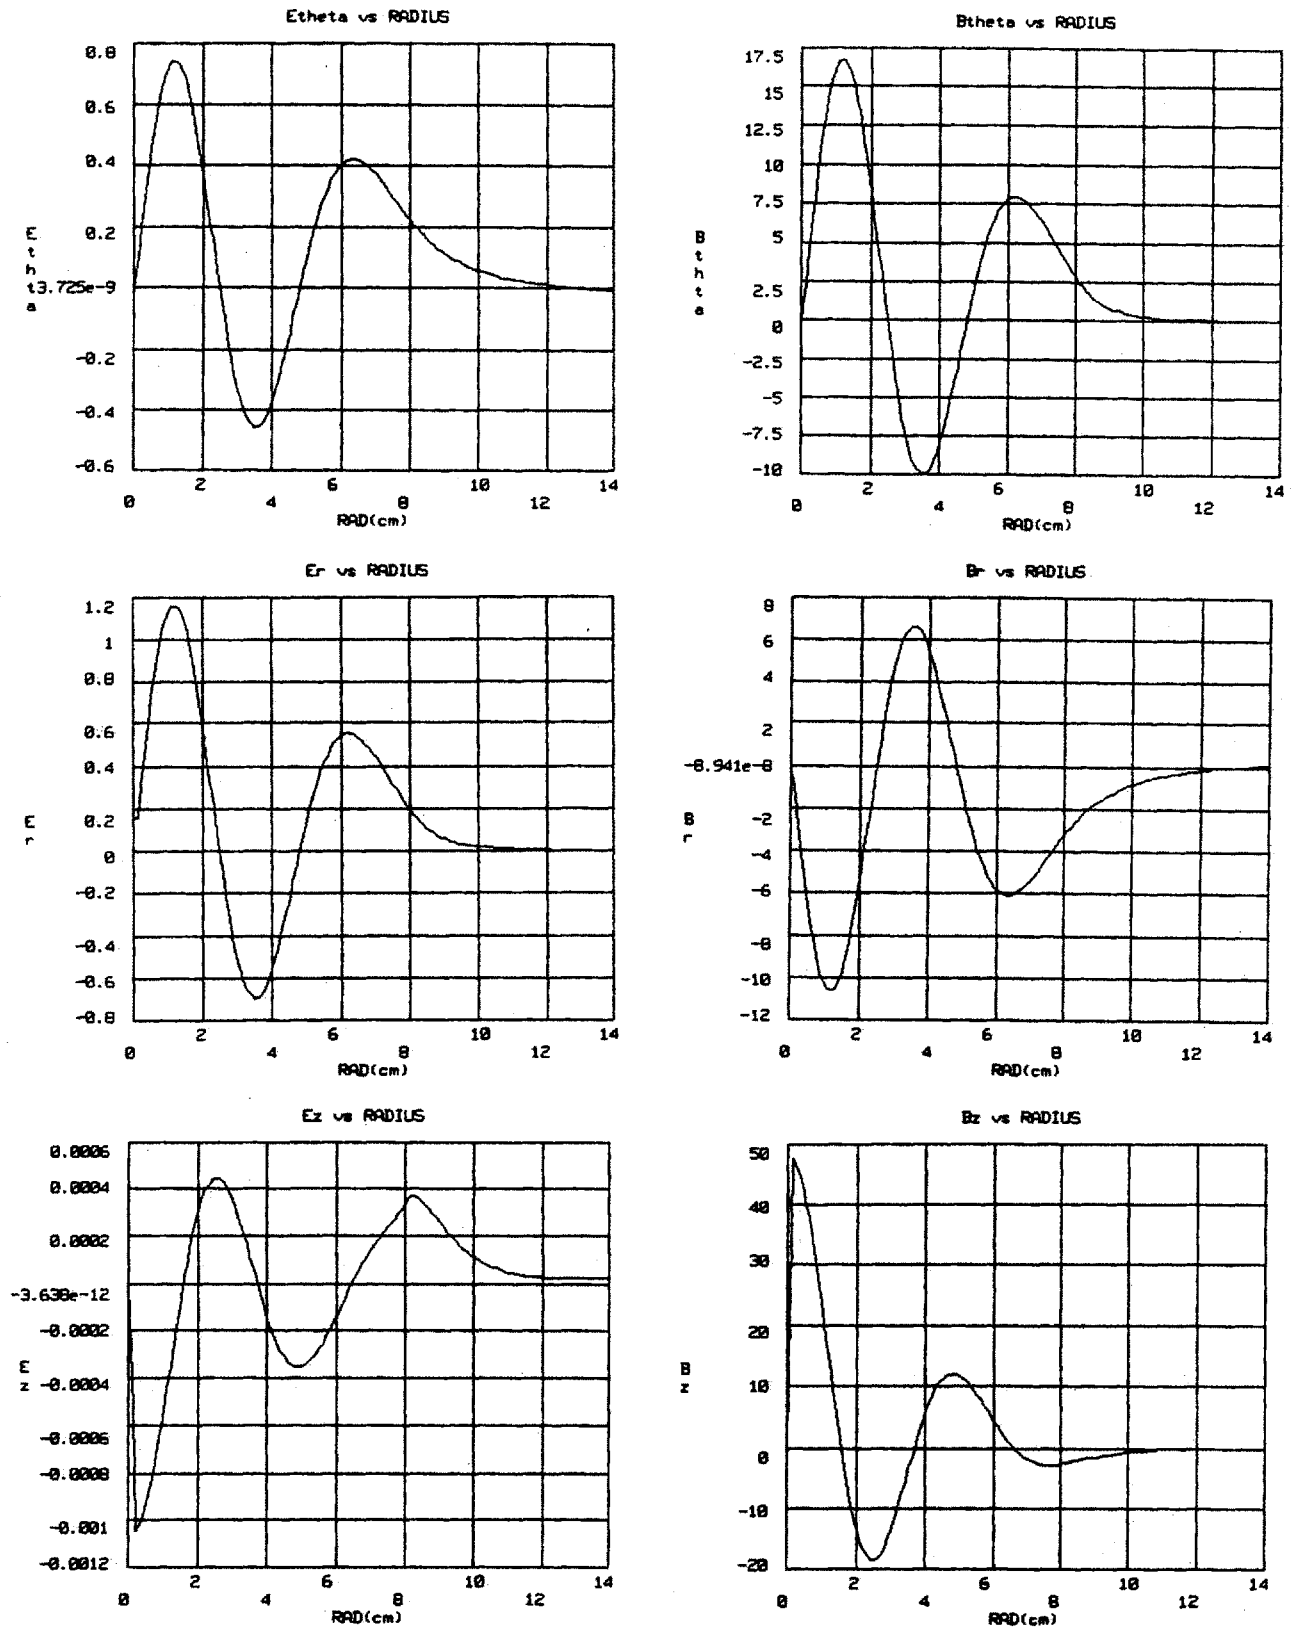 Etheta vs RADIUS
0.8
0.6
0.4
0.2
3.725e-9
-0.2
-0.4
-0.6
E
t
h
t
a
0 2 4 6 8 10 12 14
RAD(cm)
Btheta vs RADIUS
17.5
15
12.5
10
7.5
5
2.5
0
-2.5
-5
-7.5
-10
B
t
h
t
a
0 2 4 6 8 10 12 14
RAD(cm)
Er vs RADIUS
1.2
1
0.8
0.6
0.4
0.2
0
-0.2
-0.4
-0.6
-0.8
E
r
0 2 4 6 8 10 12 14
RAD(cm)
Br vs RADIUS
8
6
4
2
-8.941e-8
-2
-4
-6
-8
-10
-12
B
r
0 2 4 6 8 10 12 14
RAD(cm)
Ez vs RADIUS
0.0006
0.0004
0.0002
-3.638e-12
-0.0002
-0.0004
-0.0006
-0.0008
-0.001
-0.0012
E
z
0 2 4 6 8 10 12 14
RAD(cm)
Bz vs RADIUS
50
40
30
20
10
0
-10
-20
B
z
0 2 4 6 8 10 12 14
RAD(cm)